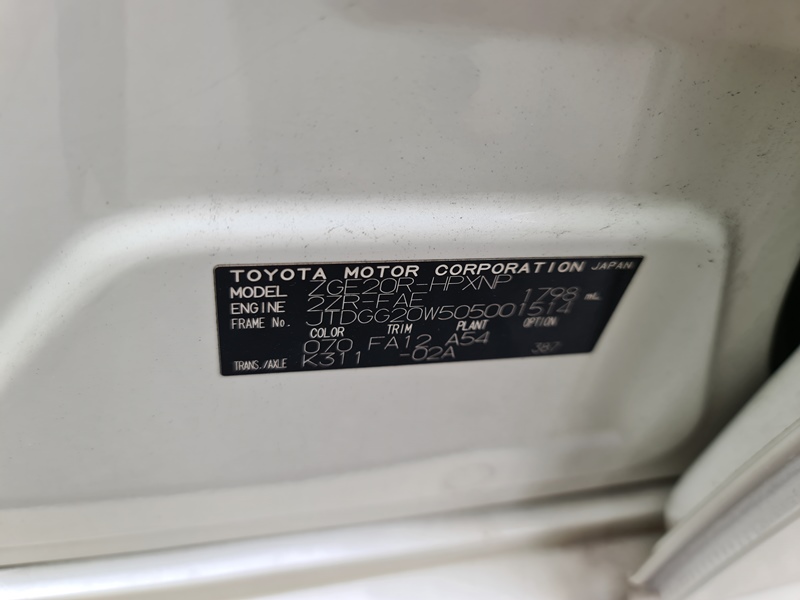 TOYOTA MOTOR CORPORATION JAPAN
MODEL ZGE20R-HPXNP
ENGINE 2ZR-FAE 1798 mL
FRAME No. JTDGG20W505001514
COLOR TRIM PLANT OPTION
070 FA12 A54 387
TRANS./AXLE K311 -02A